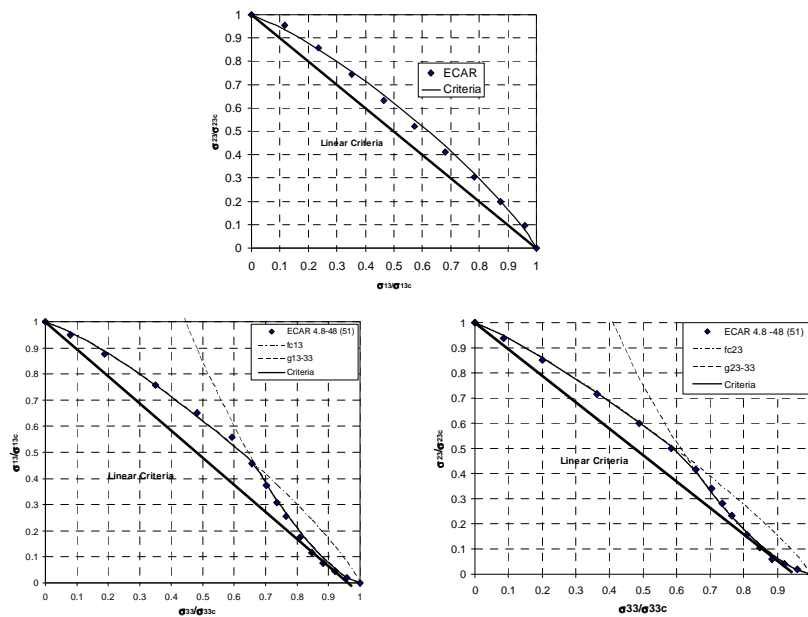 1
0.9
0.8
0.7
0.6
0.5
0.4
0.3
0.2
0.1
0
σ23/σ23c
ECAR
Criteria
Linear Criteria
0 0.1 0.2 0.3 0.4 0.5 0.6 0.7 0.8 0.9 1
σ13/σ13c
1
0.9
0.8
0.7
0.6
0.5
0.4
0.3
0.2
0.1
0
σ13/σ13c
ECAR 4.8-48 (51)
fc13
g13-33
Criteria
Linear Criteria
0 0.1 0.2 0.3 0.4 0.5 0.6 0.7 0.8 0.9 1
σ33/σ33c
1
0.9
0.8
0.7
0.6
0.5
0.4
0.3
0.2
0.1
0
σ23/σ23c
ECAR 4.8 -48 (51)
fc23
g23-33
Criteria
Linear Criteria
0 0.1 0.2 0.3 0.4 0.5 0.6 0.7 0.8 0.9
σ33/σ33c